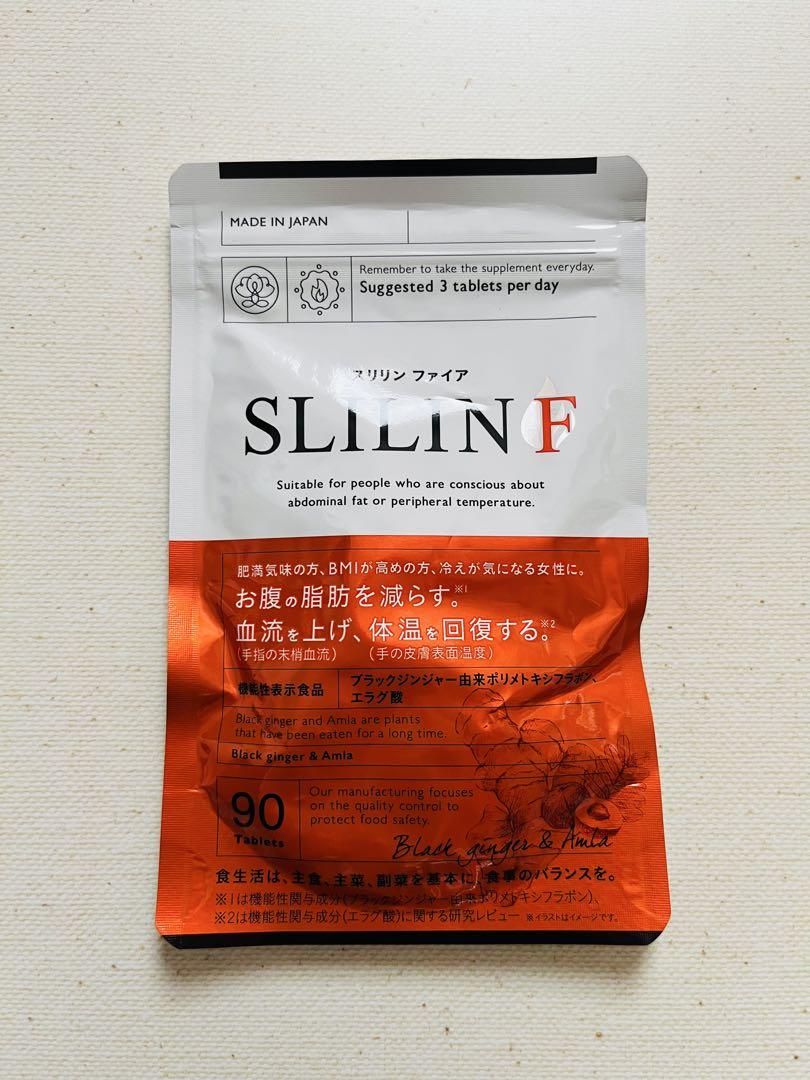 MADE IN JAPAN
Remember to take the supplement everyday.
Suggested 3 tablets per day
スリリン ファイア
SLILIN F
Suitable for people who are conscious about
abdominal fat or peripheral temperature.
肥満気味の方、BMIが高めの方、冷えが気になる女性に。
お腹の脂肪を減らす。※1
血流を上げ、体温を回復する。※2
(手指の末梢血流) (手の皮膚表面温度)
機能性表示食品 ブラックジンジャー由来ポリメトキシフラボン、
エラグ酸
Black ginger and Amla are plants
that have been eaten for a long time.
Black ginger & Amla
90
Tablets
Our manufacturing focuses
on the quality control to
protect food safety.
Black ginger & Amla
食生活は、主食、主菜、副菜を基本に、食事のバランスを。
※1は機能性関与成分(ブラックジンジャー由来ポリメトキシフラボン)、
※2は機能性関与成分(エラグ酸)に関する研究レビュー ※イラストはイメージです。